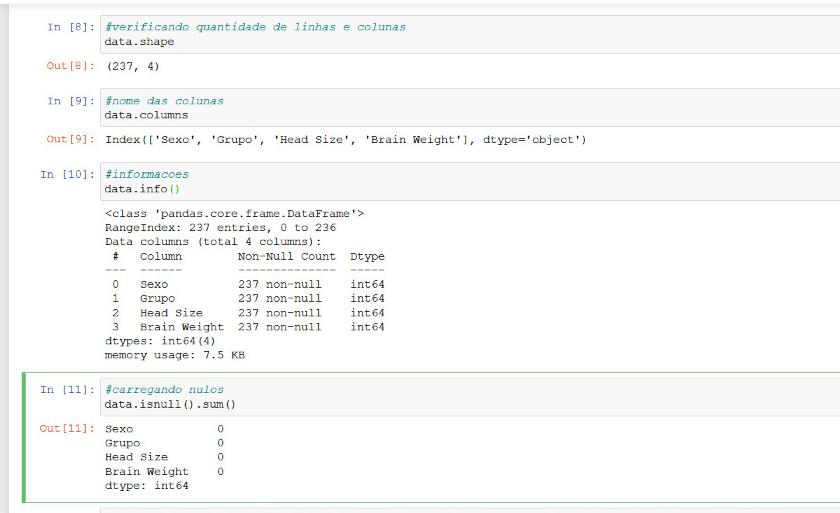 In [8]: #verificando quantidade de linhas e colunas
data.shape
Out[8]: (237, 4)
In [9]: #nome das colunas
data.columns
Out[9]: Index(['Sexo', 'Grupo', 'Head Size', 'Brain Weight'], dtype='object')
In [10]: #informacoes
data.info()
<class 'pandas.core.frame.DataFrame'>
RangeIndex: 237 entries, 0 to 236
Data columns (total 4 columns):
 #   Column        Non-Null Count  Dtype
---  ------        --------------  -----
 0   Sexo          237 non-null    int64
 1   Grupo         237 non-null    int64
 2   Head Size     237 non-null    int64
 3   Brain Weight  237 non-null    int64
dtypes: int64(4)
memory usage: 7.5 KB
In [11]: #carregando nulos
data.isnull().sum()
Out[11]: Sexo            0
Grupo           0
Head Size       0
Brain Weight    0
dtype: int64